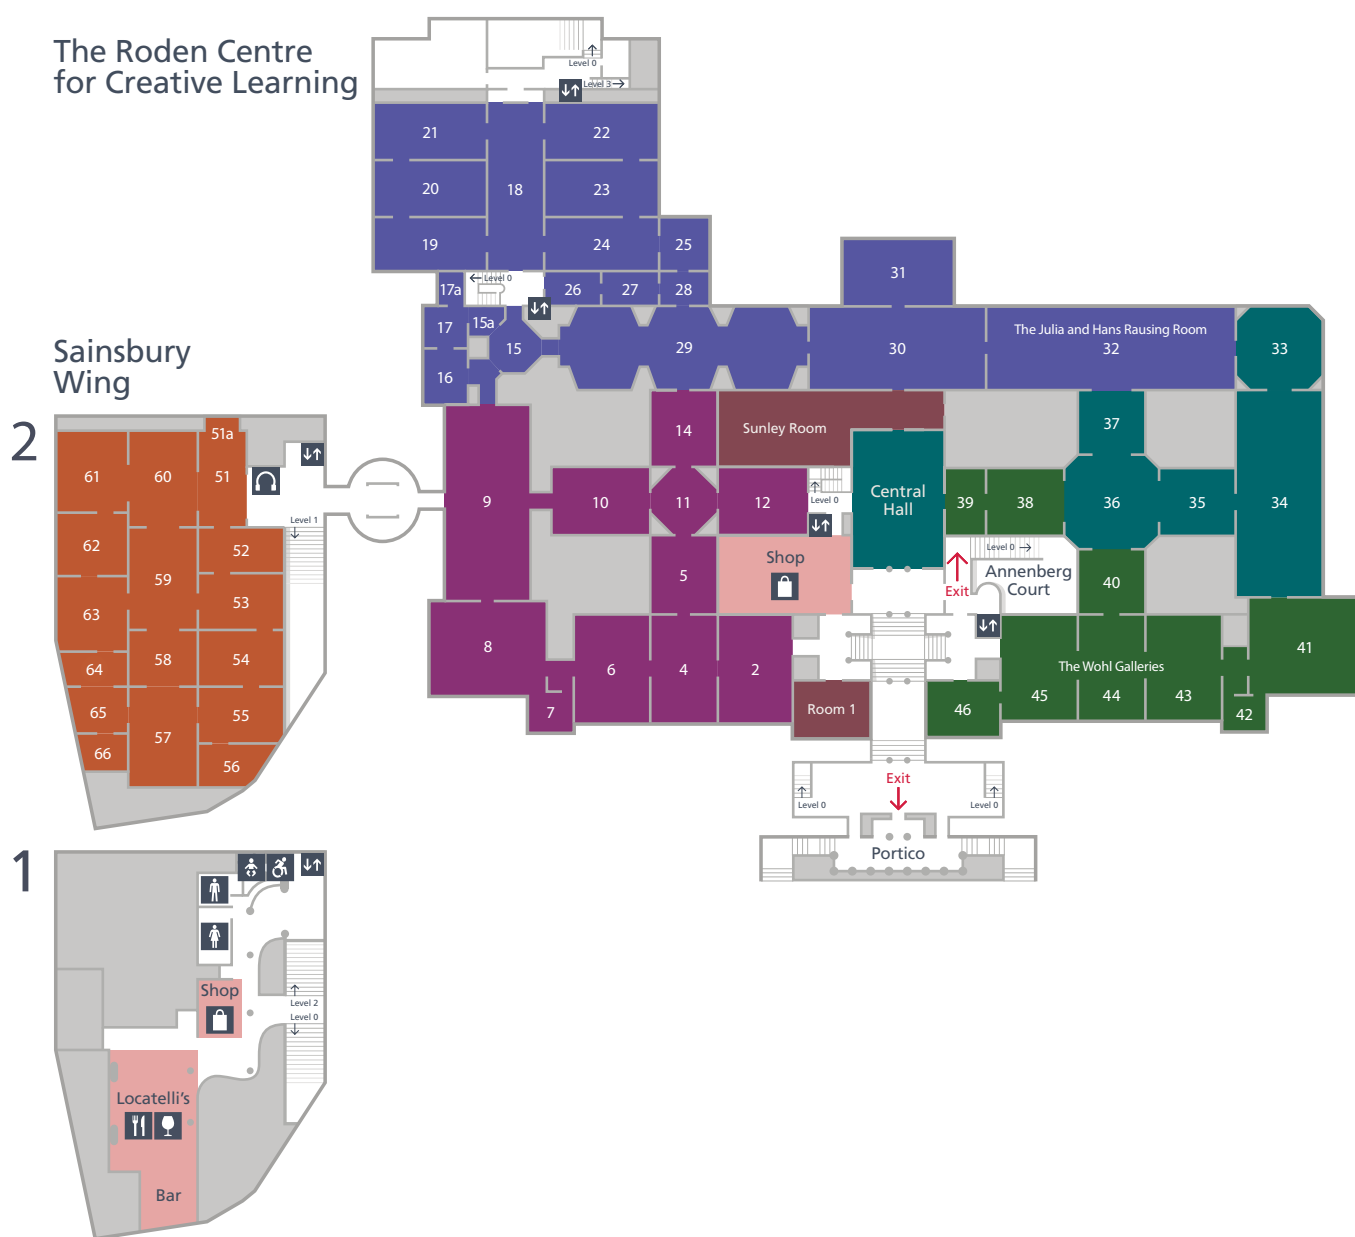 The Roden Centre
for Creative Learning
Level 0
Level 3
21
22
18
20
23
19
24
25
Level 0
17a
26
27
28
31
17
15a
15
29
30
The Julia and Hans Rausing Room
32
33
16
Sainsbury
Wing
2
51a
61
60
51
Level 1
62
52
59
63
53
58
54
64
65
57
55
66
56
14
Sunley Room
37
9
10
11
12
Level 0
Central
Hall
39
38
36
35
34
5
Shop
Exit
Level 0
Annenberg
Court
40
8
6
4
2
The Wohl Galleries
41
7
Room 1
46
45
44
43
42
Exit
Level 0
Level 0
Portico
1
Shop
Level 2
Level 0
Locatelli's
Bar